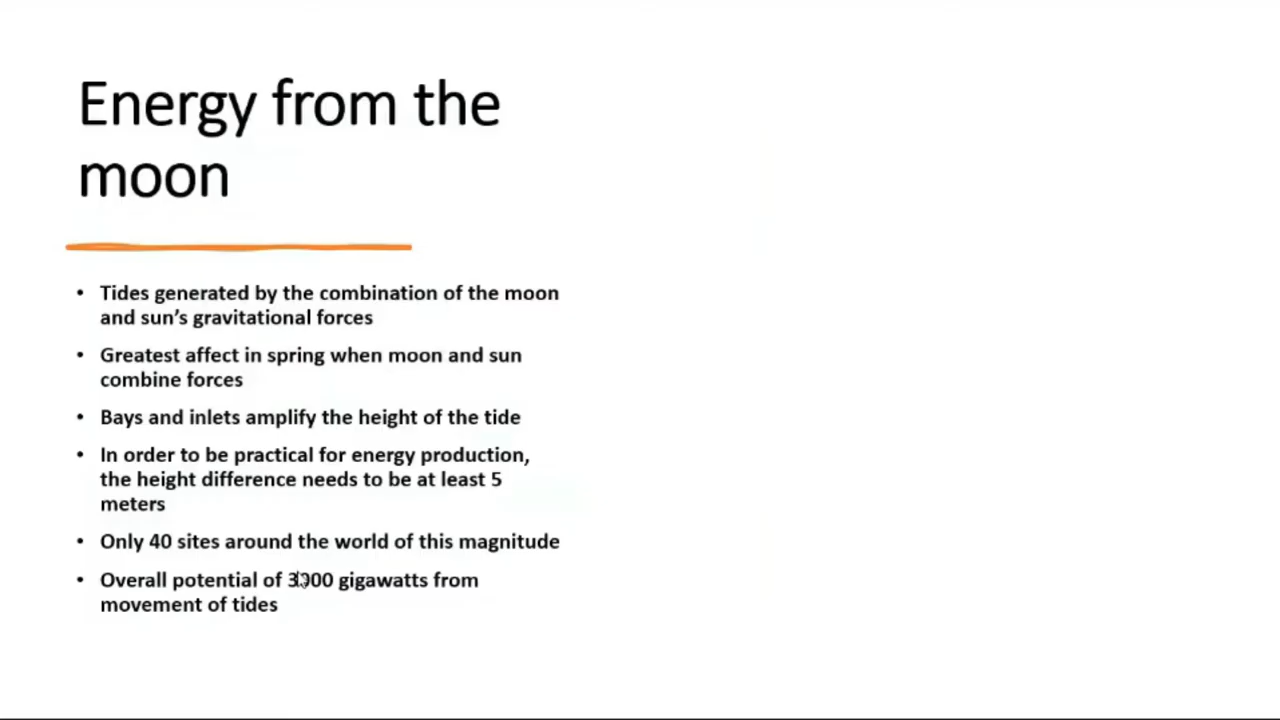 Energy from the
moon
• Tides generated by the combination of the moon
and sun’s gravitational forces
• Greatest affect in spring when moon and sun
combine forces
• Bays and inlets amplify the height of the tide
• In order to be practical for energy production,
the height difference needs to be at least 5
meters
• Only 40 sites around the world of this magnitude
• Overall potential of 3000 gigawatts from
movement of tides